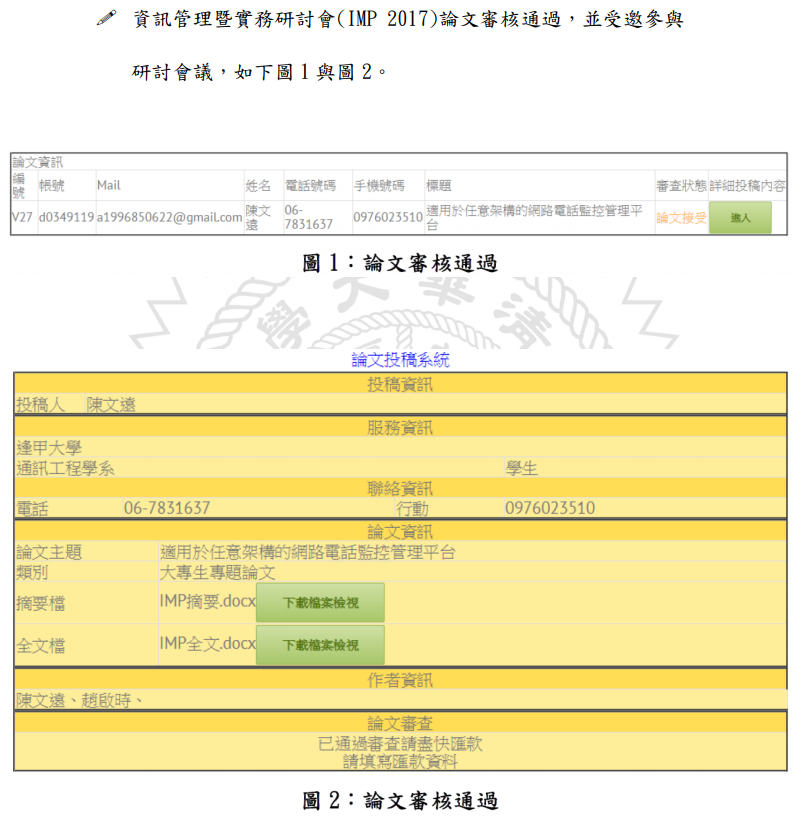 資訊管理暨實務研討會(IMP 2017)論文審核通過，並受邀參與
研討會議，如下圖1與圖2。
論文資訊
編號 帳號 Mail 姓名 電話號碼 手機號碼 標題 審查狀態 詳細投稿內容
V27 d0349119 a1996850622@gmail.com 陳文遠 06-7831637 0976023510 適用於任意架構的網路電話監控管理平台 論文接受 進入
圖 1：論文審核通過
論文投稿系統
投稿資訊
投稿人 陳文遠
服務資訊
逢甲大學
通訊工程學系 學生
聯絡資訊
電話 06-7831637 行動 0976023510
論文資訊
論文主題 適用於任意架構的網路電話監控管理平台
類別 大專生專題論文
摘要檔 IMP摘要.docx 下載檔案檢視
全文檔 IMP全文.docx 下載檔案檢視
作者資訊
陳文遠、趙啟時、
論文審查
已通過審查請盡快匯款
請填寫匯款資料
圖 2：論文審核通過